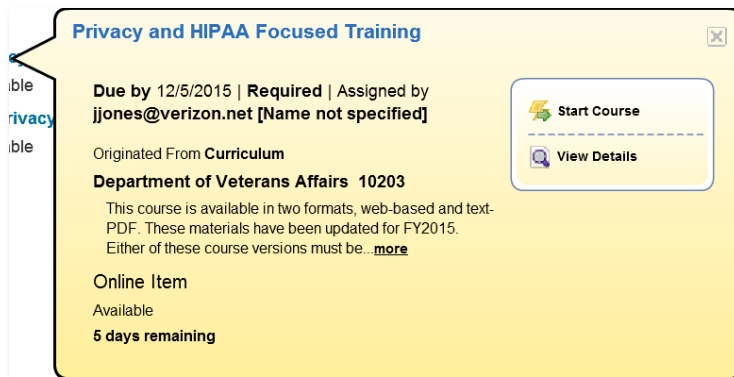 Privacy and HIPAA Focused Training
able
rivacy
able
Due by 12/5/2015 | Required | Assigned by
jjones@verizon.net [Name not specified]
Originated From Curriculum
Department of Veterans Affairs 10203
This course is available in two formats, web-based and text-
PDF. These materials have been updated for FY2015.
Either of these course versions must be...more
Online Item
Available
5 days remaining
Start Course
View Details